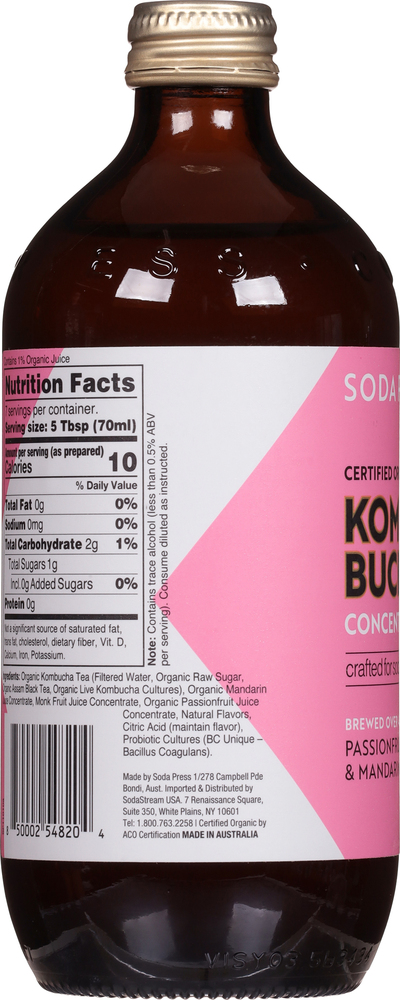 Contains 1% Organic Juice
Nutrition Facts
7 servings per container.
Serving size: 5 Tbsp (70ml)
Amount per serving (as prepared)
Calories 10
% Daily Value
Total Fat 0g 0%
Sodium 0mg 0%
Total Carbohydrate 2g 1%
Total Sugars 1g
Incl. 0g Added Sugars 0%
Protein 0g
Not a significant source of saturated fat,
trans fat, cholesterol, dietary fiber, Vit. D,
Calcium, Iron, Potassium.
Note: Contains trace alcohol (less than 0.5% ABV
per serving). Consume diluted as instructed.
Ingredients: Organic Kombucha Tea (Filtered Water, Organic Raw Sugar,
Organic Assam Black Tea, Organic Live Kombucha Cultures), Organic Mandarin
Juice Concentrate, Monk Fruit Juice Concentrate, Organic Passionfruit Juice
Concentrate, Natural Flavors,
Citric Acid (maintain flavor),
Probiotic Cultures (BC Unique –
Bacillus Coagulans).
Made by Soda Press 1/278 Campbell Pde
Bondi, Aust. Imported & Distributed by
SodaStream USA. 7 Renaissance Square,
Suite 350, White Plains, NY 10601
Tel: 1.800.763.2258 | Certified Organic by
ACO Certification MADE IN AUSTRALIA
8 50002 54820 4
SODA P
CERTIFIED O
KOM
BUC
CONCENT
crafted for so
BREWED OVER
PASSIONFR
& MANDARI